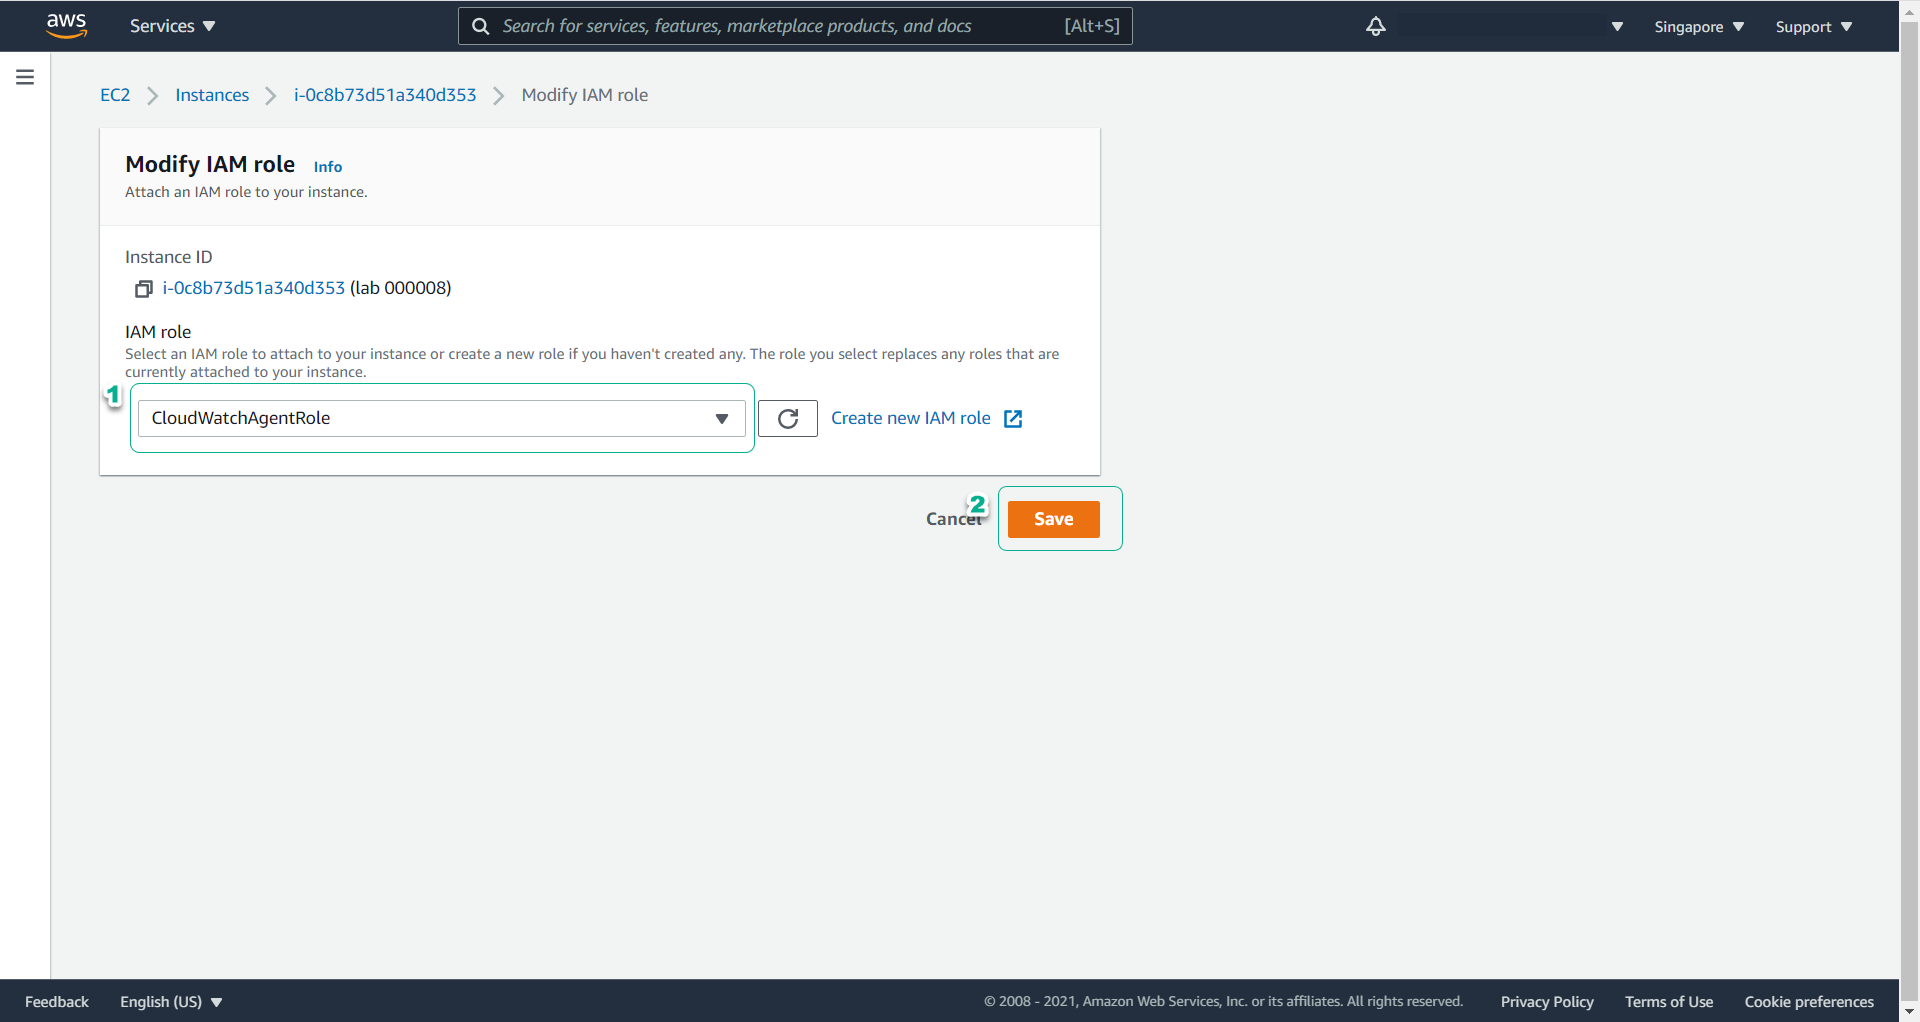 aws Services Search for services, features, marketplace products, and docs [Alt+S] Singapore Support
EC2 Instances i-0c8b73d51a340d353 Modify IAM role
Modify IAM role Info
Attach an IAM role to your instance.
Instance ID
i-0c8b73d51a340d353 (lab 000008)
IAM role
Select an IAM role to attach to your instance or create a new role if you haven't created any. The role you select replaces any roles that are
currently attached to your instance.
1
CloudWatchAgentRole Create new IAM role
2
Cancel Save
Feedback English (US) © 2008 - 2021, Amazon Web Services, Inc. or its affiliates. All rights reserved. Privacy Policy Terms of Use Cookie preferences